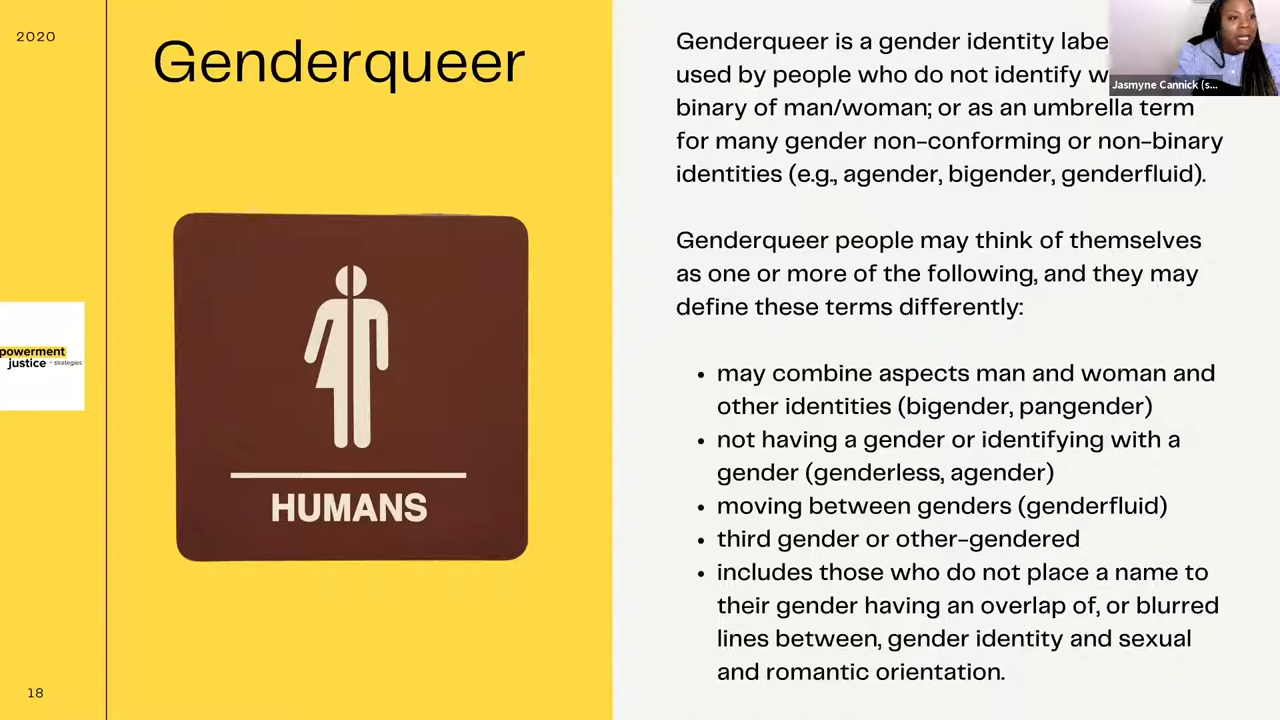 2020
Genderqueer
HUMANS
powerment
justice + strategies
18
Genderqueer is a gender identity labe
used by people who do not identify w
binary of man/woman; or as an umbrella term
for many gender non-conforming or non-binary
identities (e.g., agender, bigender, genderfluid).
Genderqueer people may think of themselves
as one or more of the following, and they may
define these terms differently:
• may combine aspects man and woman and
other identities (bigender, pangender)
• not having a gender or identifying with a
gender (genderless, agender)
• moving between genders (genderfluid)
• third gender or other-gendered
• includes those who do not place a name to
their gender having an overlap of, or blurred
lines between, gender identity and sexual
and romantic orientation.
Jasmyne Cannick (s...